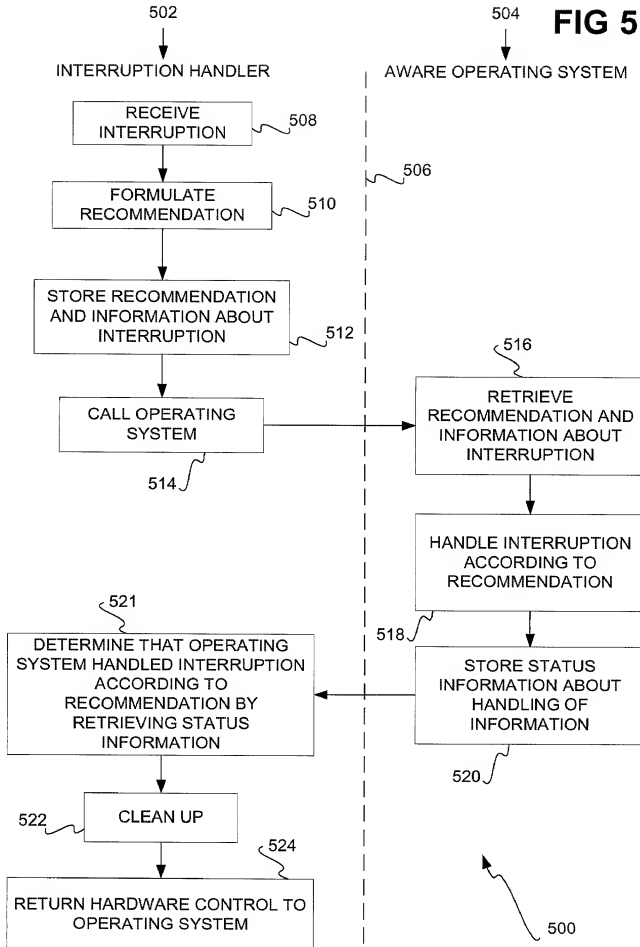 FIG 5
502
504
INTERRUPTION HANDLER
AWARE OPERATING SYSTEM
RECEIVE
INTERRUPTION
508
506
FORMULATE
RECOMMENDATION
510
STORE RECOMMENDATION
AND INFORMATION ABOUT
INTERRUPTION
512
CALL OPERATING
SYSTEM
514
516
RETRIEVE
RECOMMENDATION AND
INFORMATION ABOUT
INTERRUPTION
HANDLE INTERRUPTION
ACCORDING TO
RECOMMENDATION
518
STORE STATUS
INFORMATION ABOUT
HANDLING OF
INFORMATION
520
521
DETERMINE THAT OPERATING
SYSTEM HANDLED INTERRUPTION
ACCORDING TO
RECOMMENDATION BY
RETRIEVING STATUS
INFORMATION
CLEAN UP
522
524
RETURN HARDWARE CONTROL TO
OPERATING SYSTEM
500